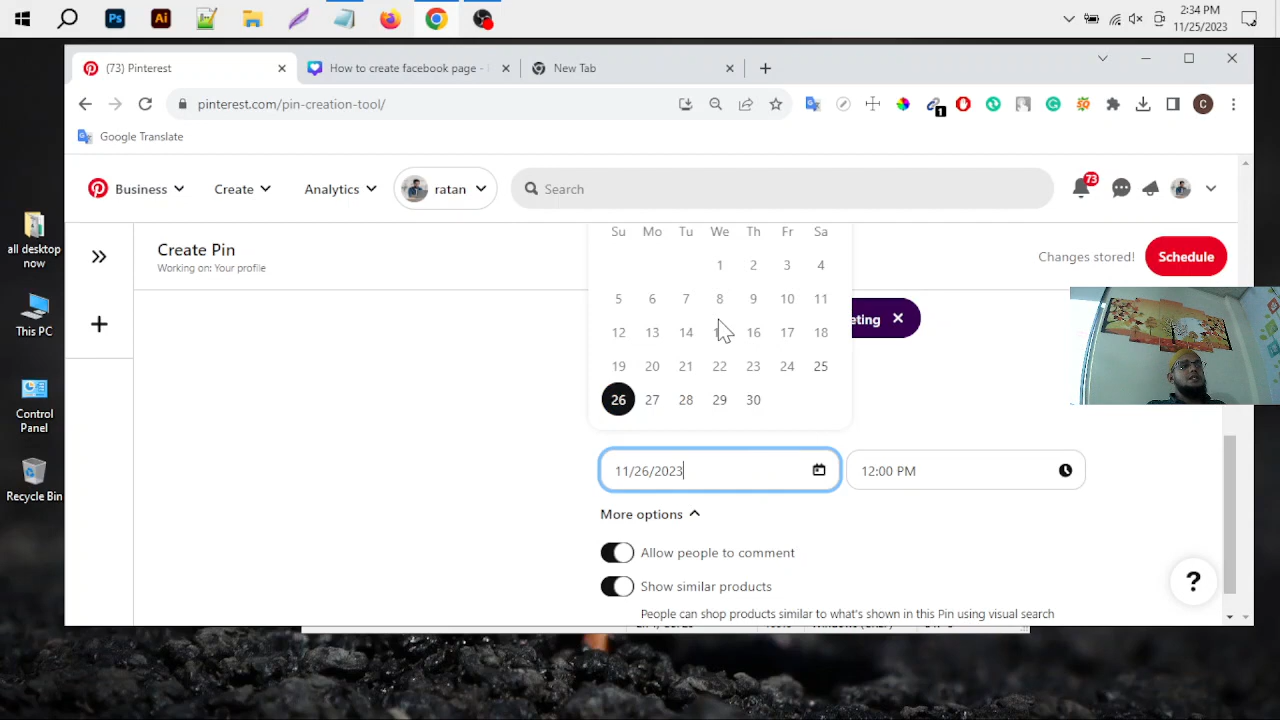 2:34 PM
11/25/2023
(73) Pinterest
How to create facebook page -
New Tab
pinterest.com/pin-creation-tool/
1
C
Google Translate
Business
Create
Analytics
ratan
Search
73
all desktop
now
This PC
Control
Panel
Recycle Bin
Create Pin
Working on: Your profile
Changes stored!
Schedule
Su Mo Tu We Th Fr Sa
1 2 3 4
5 6 7 8 9 10 11
12 13 14 16 17 18
19 20 21 22 23 24 25
26 27 28 29 30
eting
11/26/2023
12:00 PM
More options
Allow people to comment
Show similar products
People can shop products similar to what's shown in this Pin using visual search
?